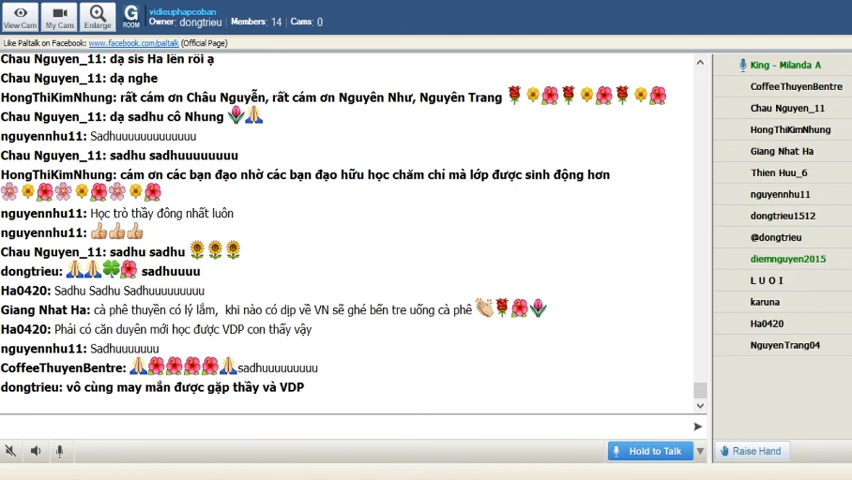 View Cam
My Cam
Enlarge
G
ROOM
vidieuphapcoban
Owner: dongtrieu Members: 14 Cams: 0
Like Paltalk on Facebook: www.facebook.com/paltalk (Official Page)
Chau Nguyen_11: dạ sis Ha lên rồi ạ
Chau Nguyen_11: dạ nghe
HongThiKimNhung: rất cám ơn Châu Nguyễn, rất cám ơn Nguyên Như, Nguyên Trang 🌹🌼🌺🌹🌼🌺🌹🌼🌺
Chau Nguyen_11: dạ sadhu cô Nhung 🌷🙏
nguyennhu11: Sadhuuuuuuuuuuuuu
Chau Nguyen_11: sadhu sadhuuuuuuuu
HongThiKimNhung: cám ơn các bạn đạo nhờ các bạn đạo hữu học chăm chỉ mà lớp được sinh động hơn
🌸🌼🌺🌸🌼🌺🌸🌼🌺
nguyennhu11: Học trò thầy đông nhất luôn
nguyennhu11: 👍👍👍
Chau Nguyen_11: sadhu sadhu 🌻🌻🌻
dongtrieu: 🙏🙏🍀🌺 sadhuuuu
Ha0420: Sadhu Sadhu Sadhuuuuuuuuu
Giang Nhat Ha: cà phê thuyền có lý lắm, khi nào có dịp về VN sẽ ghé bến tre uống cà phê 👏🌹🌺🌷
Ha0420: Phải có căn duyên mới học được VDP con thấy vậy
nguyennhu11: Sadhuuuuuuu
CoffeeThuyenBentre: 🙏🌺🌺🌺🌺🙏sadhuuuuuuuuu
dongtrieu: vô cùng may mắn được gặp thầy và VDP
Hold to Talk
King - Milanda A
CoffeeThuyenBentre
Chau Nguyen_11
HongThiKimNhung
Giang Nhat Ha
Thien Huu_6
nguyennhu11
dongtrieu1512
@dongtrieu
diemnguyen2015
L U O I
karuna
Ha0420
NguyenTrang04
Raise Hand